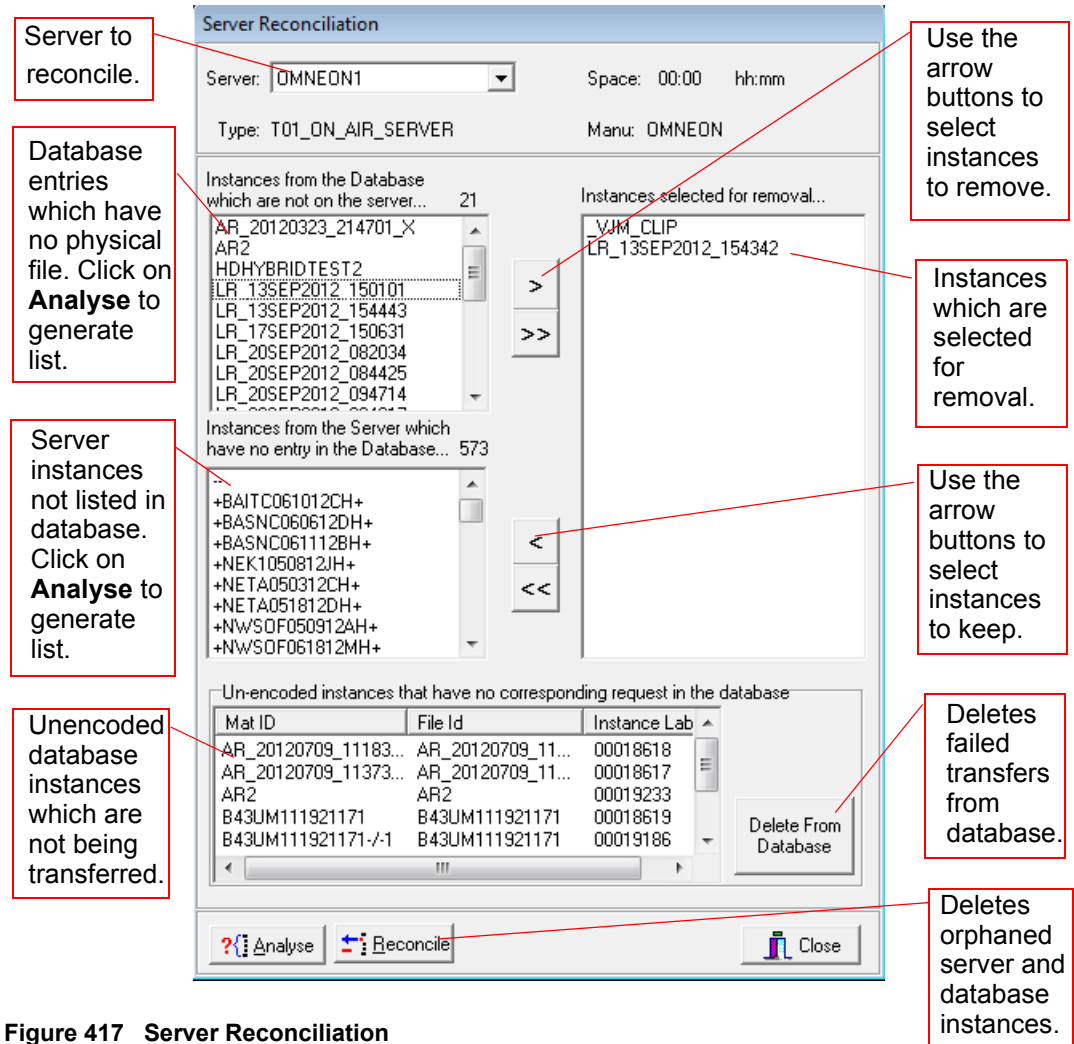 Server to
reconcile.
Database
entries
which have
no physical
file. Click on
Analyse to
generate
list.
Server
instances
not listed in
database.
Click on
Analyse to
generate
list.
Unencoded
database
instances
which are
not being
transferred.
Server Reconciliation
Server: OMNEON1 Space: 00:00 hh:mm
Type: T01_ON_AIR_SERVER Manu: OMNEON
Instances from the Database
which are not on the server... 21
AR_20120323_214701_X
AR2
HDHYBRIDTEST2
LR_13SEP2012_150101
LR_13SEP2012_154443
LR_17SEP2012_150631
LR_20SEP2012_082034
LR_20SEP2012_084425
LR_20SEP2012_094714
>
>>
Instances selected for removal...
_VJM_CLIP
LR_13SEP2012_154342
Instances from the Server which
have no entry in the Database... 573
--
+BAITC061012CH+
+BASNC060612DH+
+BASNC061112BH+
+NEK1050812JH+
+NETA050312CH+
+NETA051812DH+
+NWSOF050912AH+
+NWSOF061812MH+
<
<<
Un-encoded instances that have no corresponding request in the database
Mat ID File Id Instance Lab
AR_20120709_11183... AR_20120709_11... 00018618
AR_20120709_11373... AR_20120709_11... 00018617
AR2 AR2 00019233
B43UM111921171 B43UM111921171 00018619
B43UM111921171-/-1 B43UM111921171 00019186
Delete From
Database
?{ Analyse Reconcile Close
Use the
arrow
buttons to
select
instances
to remove.
Instances
which are
selected
for
removal.
Use the
arrow
buttons to
select
instances
to keep.
Deletes
failed
transfers
from
database.
Deletes
orphaned
server and
database
instances.
Figure 417 Server Reconciliation